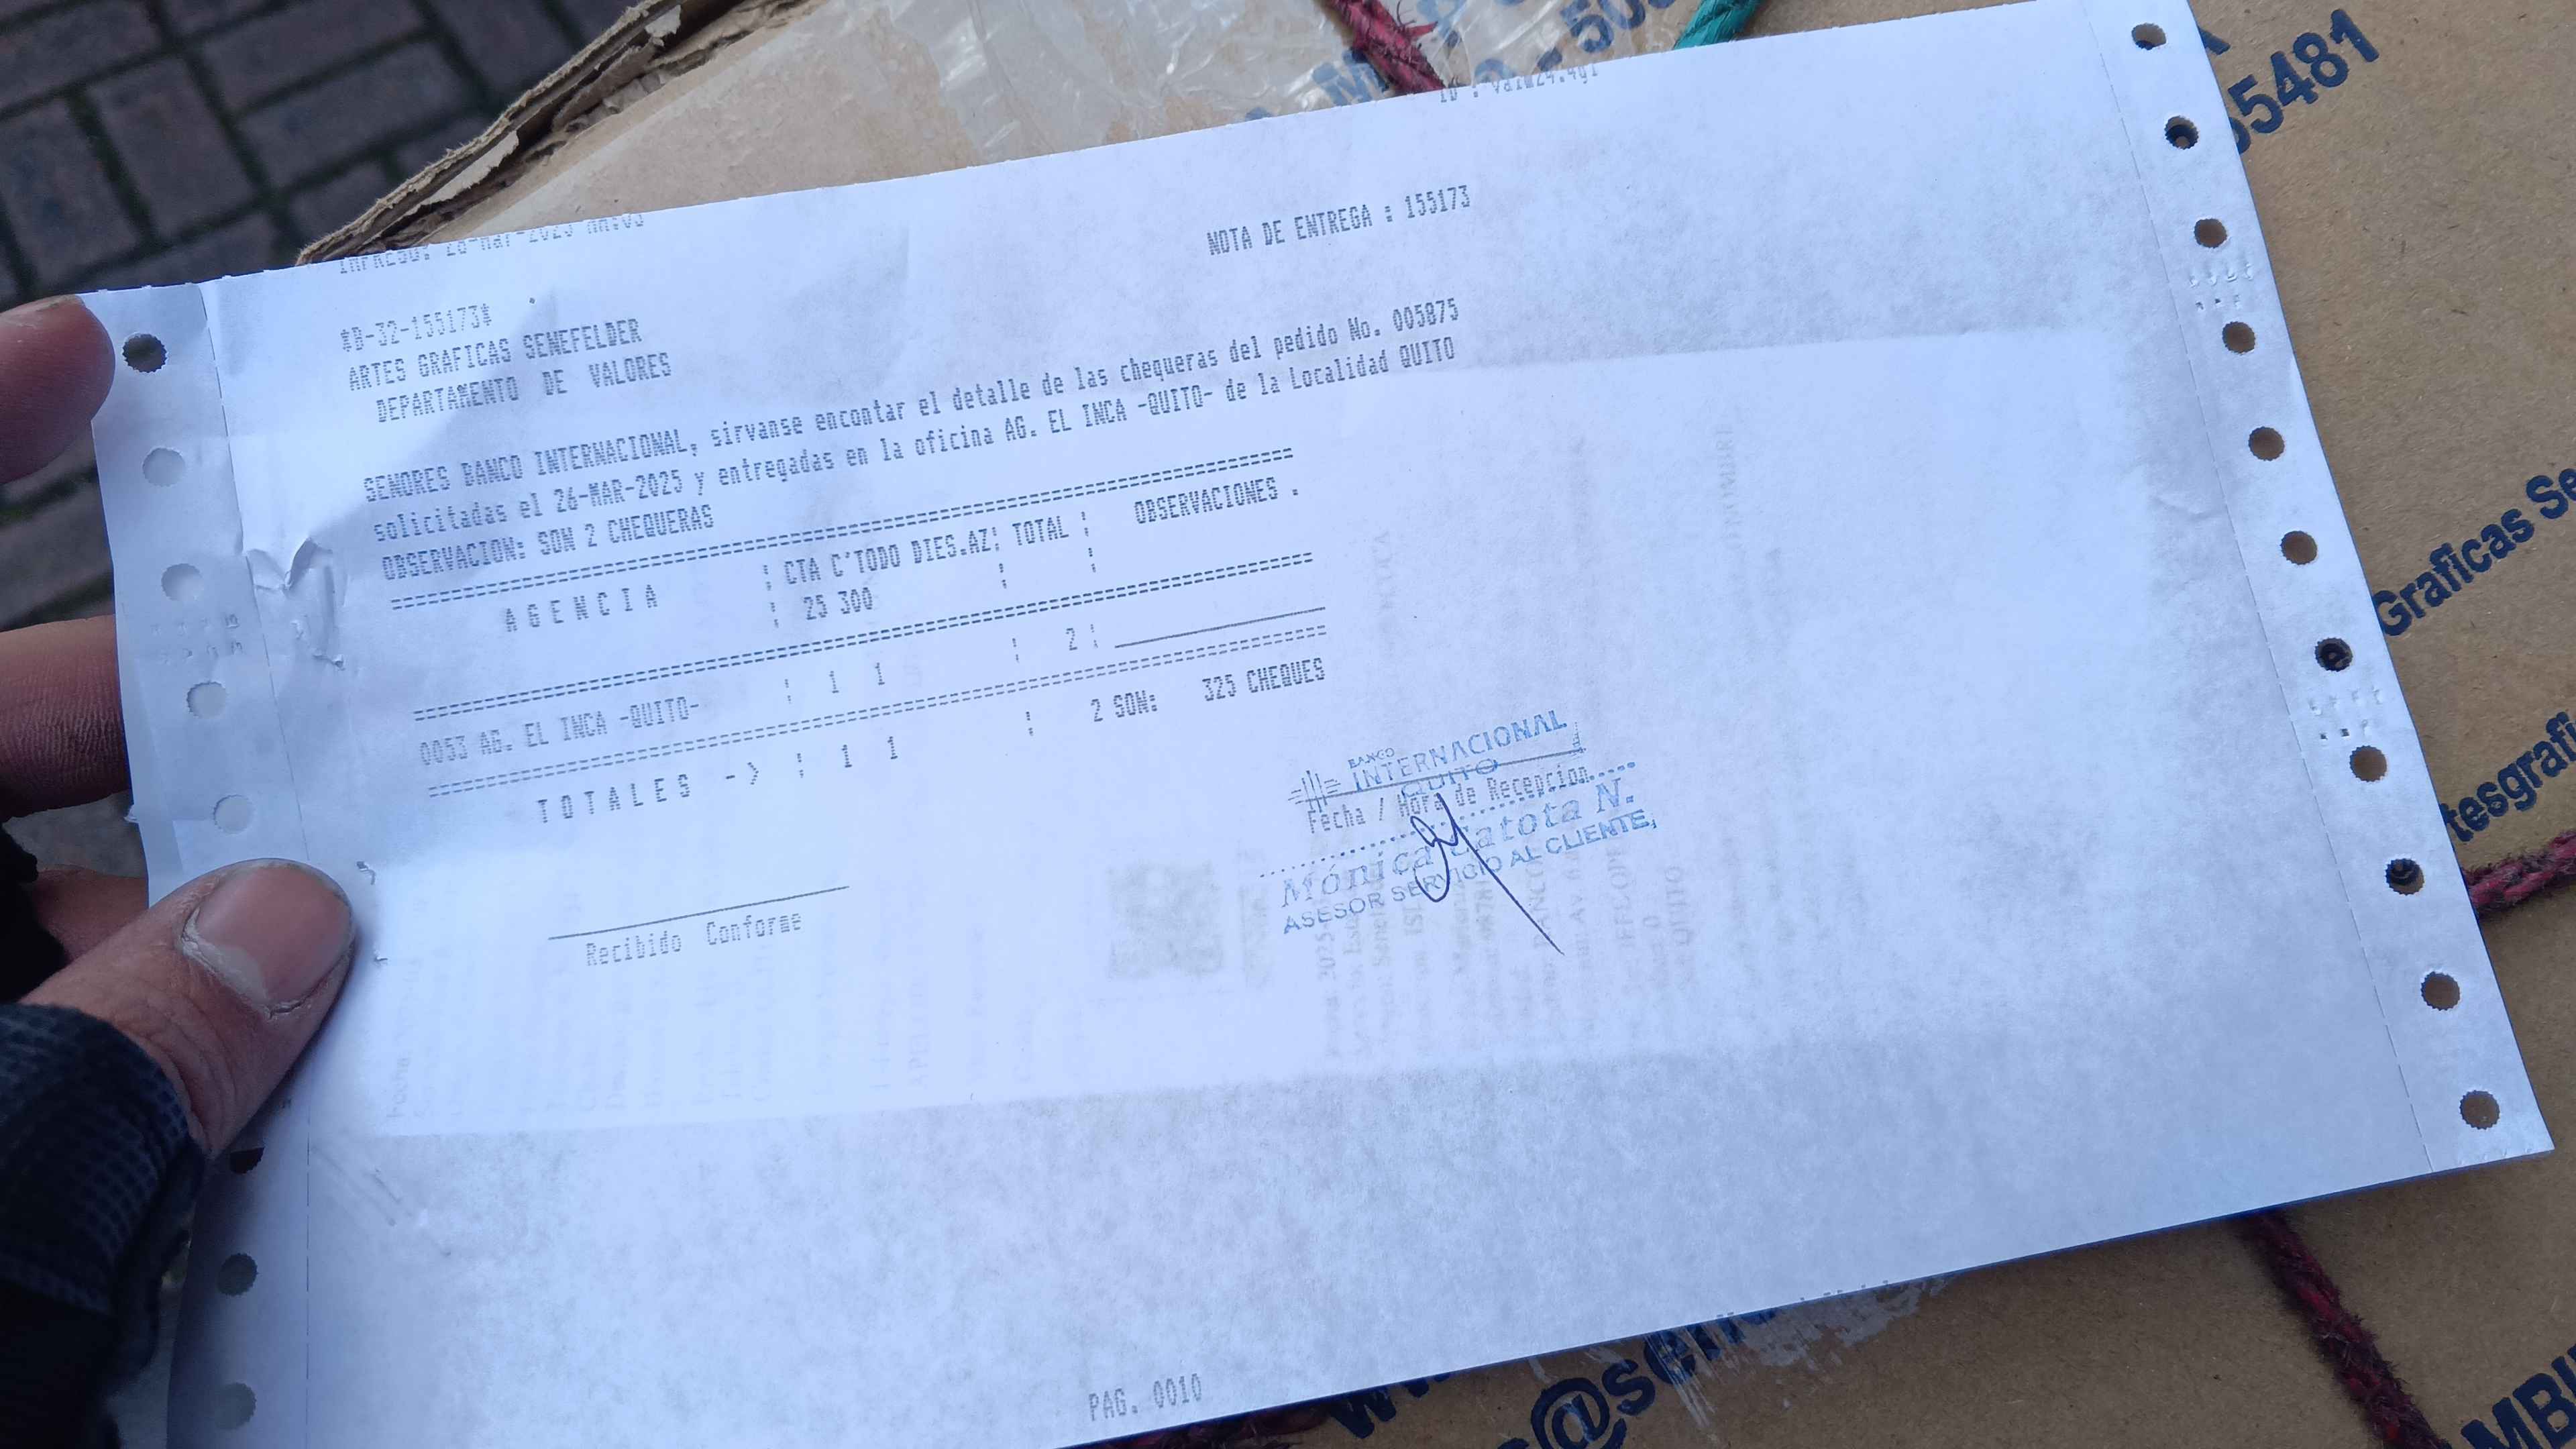 NOTA DE ENTREGA : 155173
*B-32-155173*
ARTES GRAFICAS SENEFELDER
DEPARTAMENTO DE VALORES
SENORES BANCO INTERNACIONAL, sirvanse encontar el detalle de las chequeras del pedido No. 005875
solicitadas el 26-MAR-2025 y entregadas en la oficina AG. EL INCA -QUITO- de la Localidad QUITO
OBSERVACION: SON 2 CHEQUERAS
A G E N C I A : CTA C'TODO DIES.AZ: TOTAL : OBSERVACIONES .
: 25 300 : :
0053 AG. EL INCA -QUITO- : 1 1 : 2 :
T O T A L E S -> : 1 1 : 2 SON: 325 CHEQUES
BANCO
INTERNACIONAL
QUITO
Fecha / Hora de Recepcion
Mónica Gatota N.
ASESOR SERVICIO AL CLIENTE
Recibido Conforme
PAG. 0010
5481
Graficas Se
tesgrafi
@sen